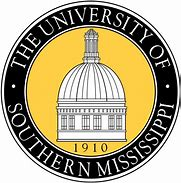 THE UNIVERSITY OF
SOUTHERN MISSISSIPPI
1910